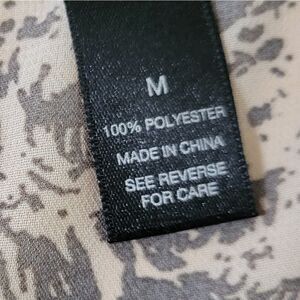 M
100% POLYESTER
MADE IN CHINA
SEE REVERSE
FOR CARE